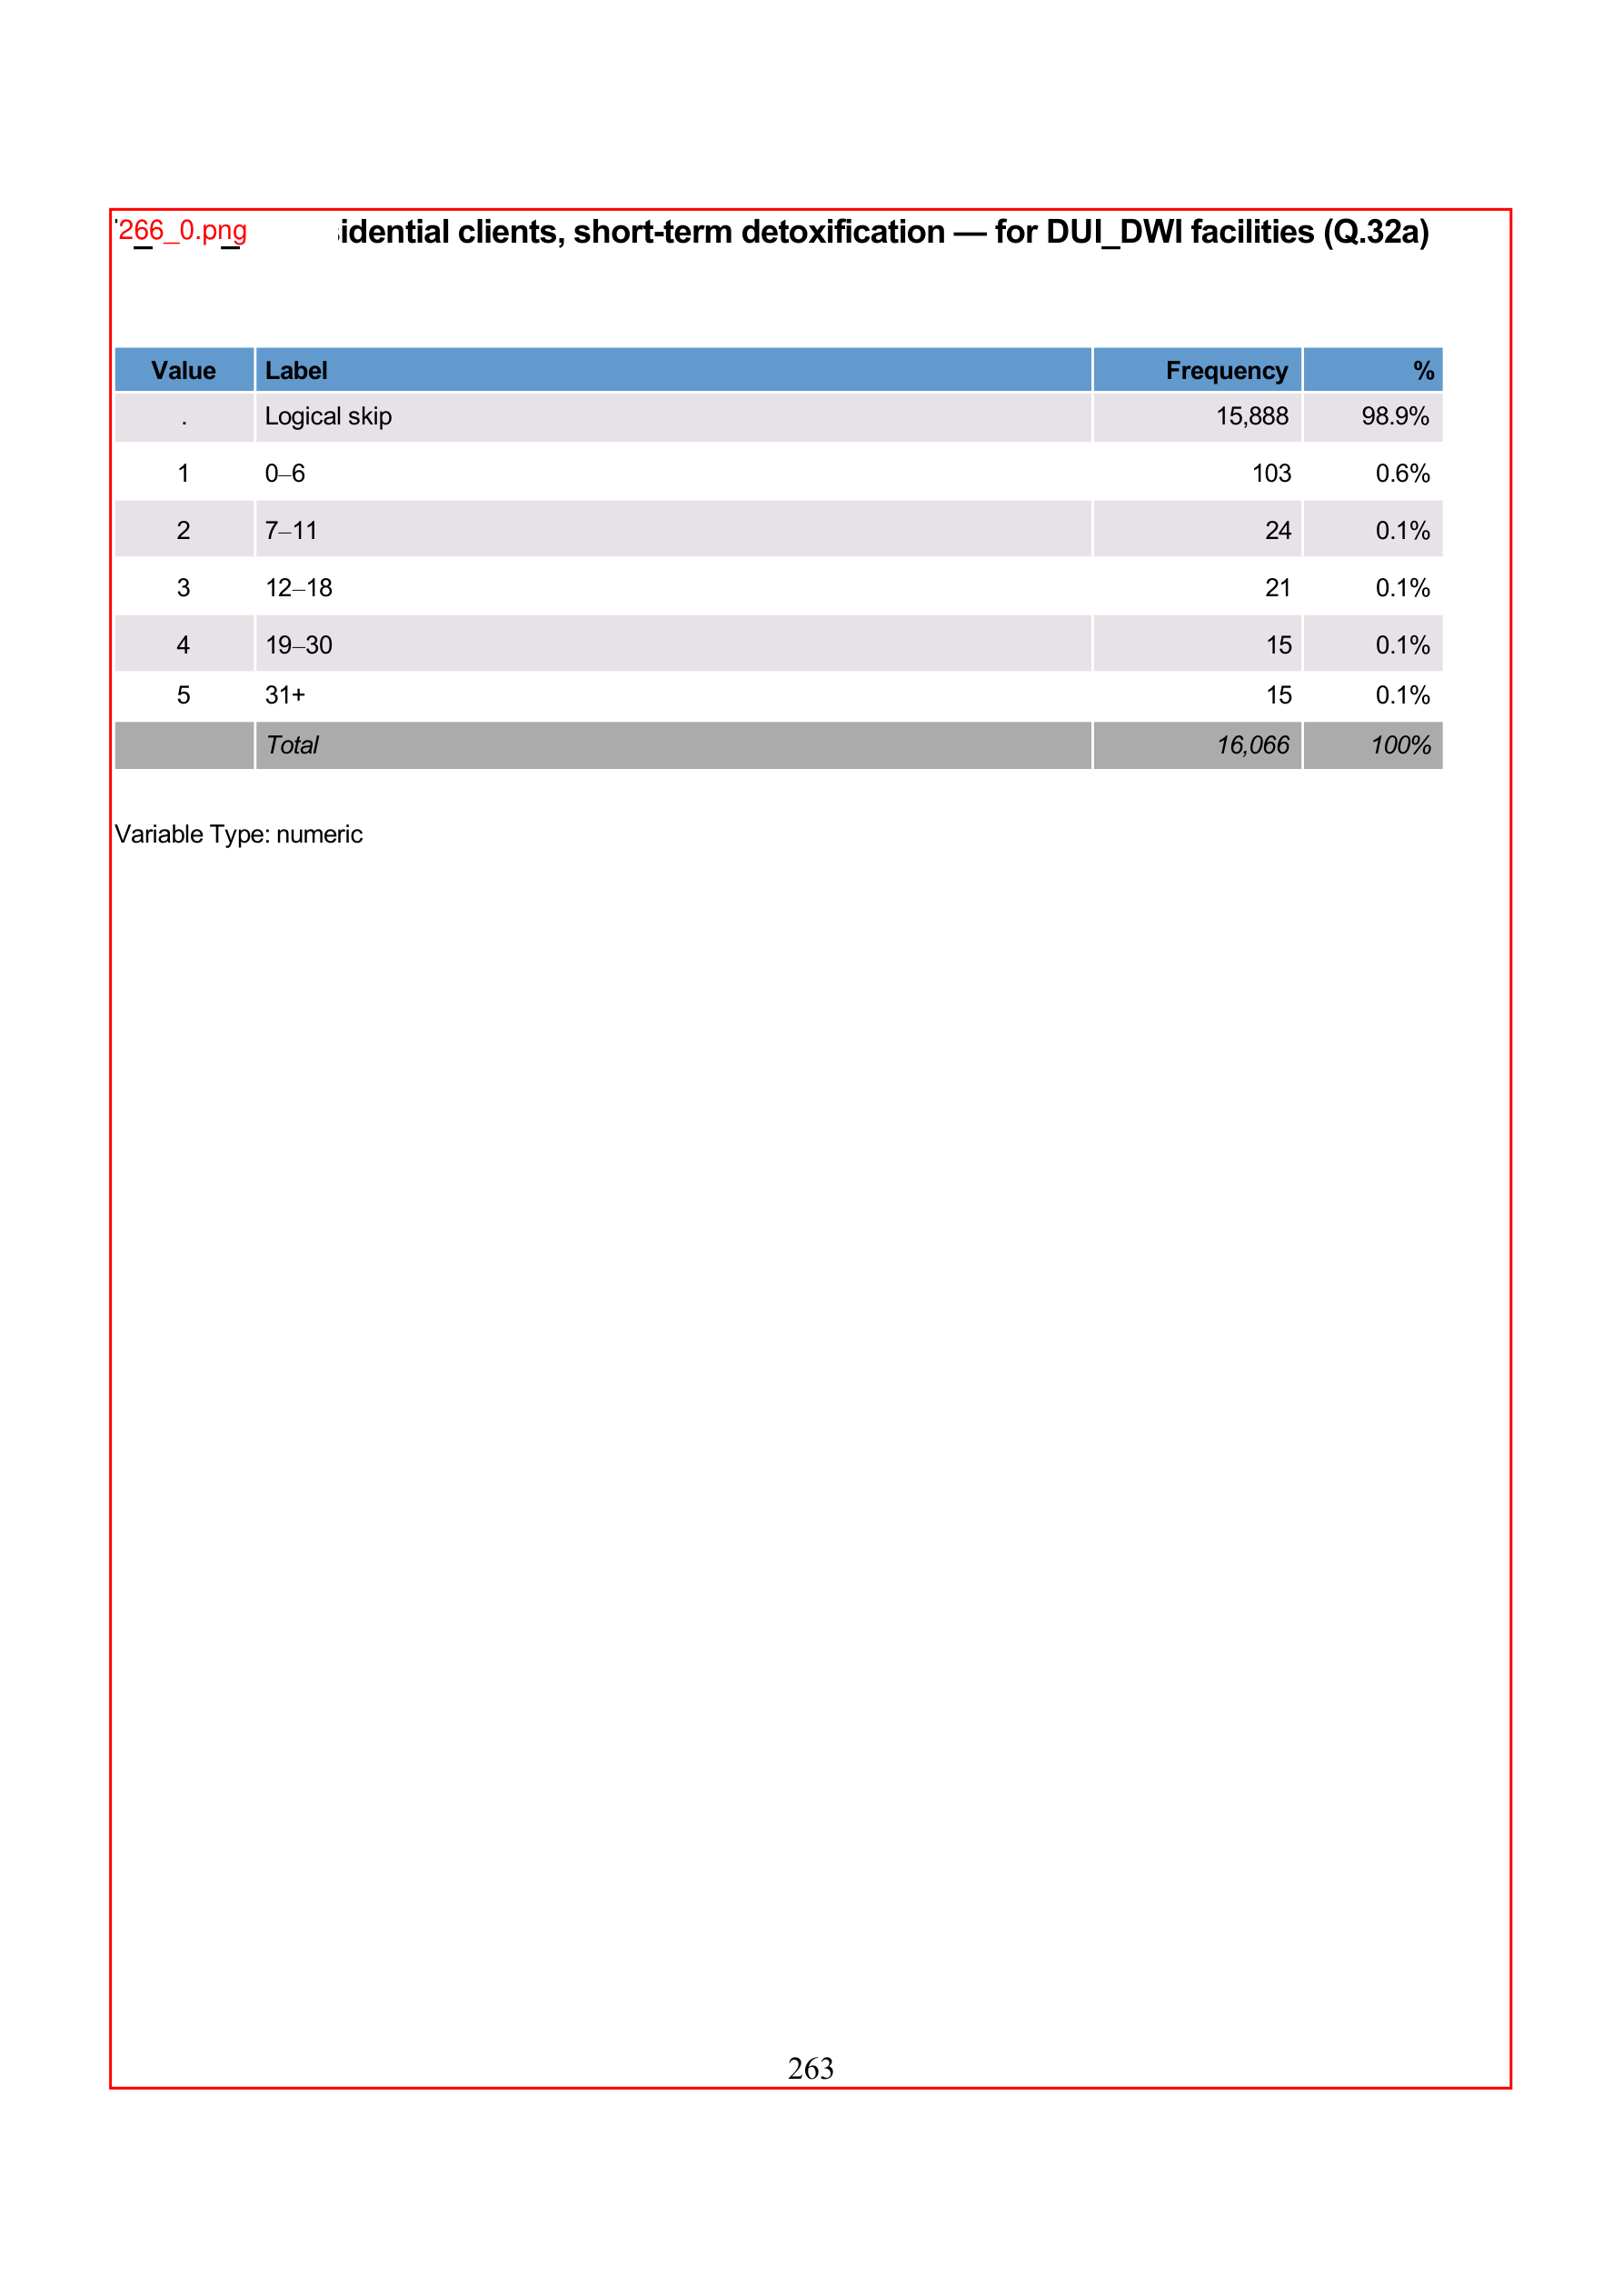 266_0.png idential clients, short-term detoxification — for DUI_DWI facilities (Q.32a)
Value Label Frequency %
. Logical skip 15,888 98.9%
1 0–6 103 0.6%
2 7–11 24 0.1%
3 12–18 21 0.1%
4 19–30 15 0.1%
5 31+ 15 0.1%
Total 16,066 100%
Variable Type: numeric
263